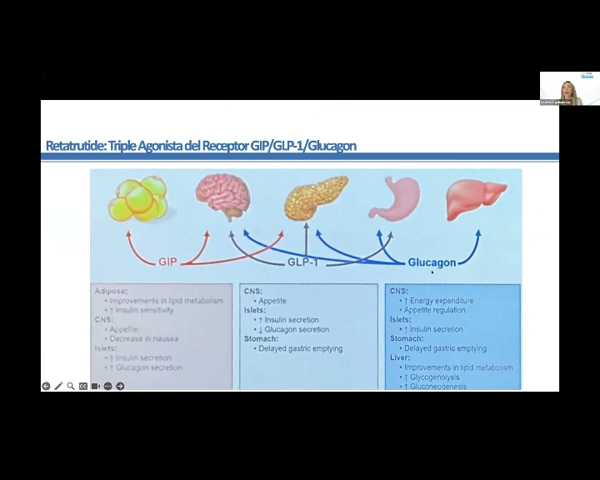 Retatrutide: Triple Agonista del Receptor GIP/GLP-1/Glucagon
GIP
GLP-1
Glucagon
Adipose:
• Improvements in lipid metabolism
• ↑ Insulin sensitivity
CNS:
• Appetite
• Decrease in nausea
Islets:
• ↑ Insulin secretion
• ↑ Glucagon secretion
CNS:
• Appetite
Islets:
• ↑ Insulin secretion
• ↓ Glucagon secretion
Stomach:
• Delayed gastric emptying
CNS:
• ↑ Energy expenditure
• Appetite regulation
Islets:
• ↑ Insulin secretion
Stomach:
• Delayed gastric emptying
Liver:
• Improvements in lipid metabolism
• ↑ Glycogenolysis
• ↑ Gluconeogenesis